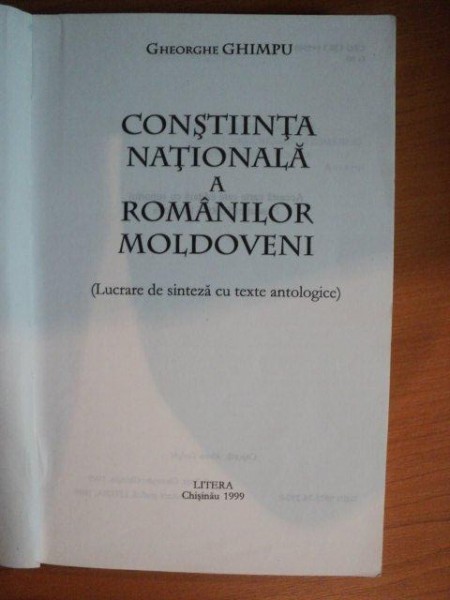 GHEORGHE GHIMPU
CONŞTIINŢA
NAŢIONALĂ
A
ROMÂNILOR
MOLDOVENI
(Lucrare de sinteză cu texte antologice)
LITERA
Chişinău 1999